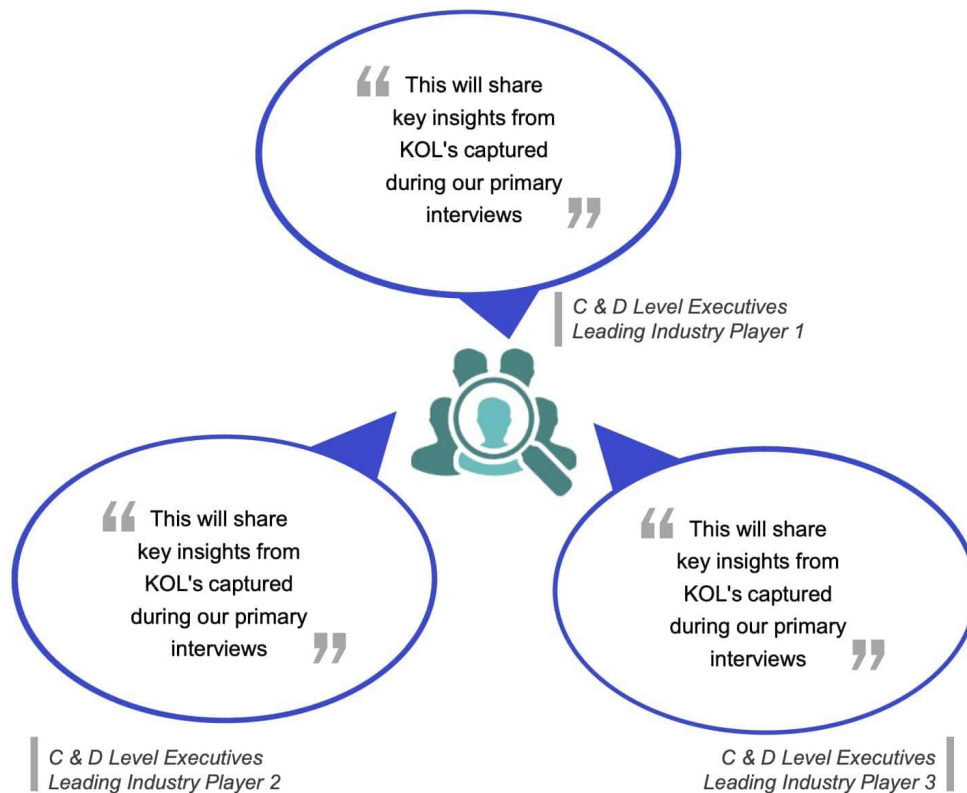 “ This will share
key insights from
KOL's captured
during our primary
interviews ”
C & D Level Executives
Leading Industry Player 1
“ This will share
key insights from
KOL's captured
during our primary
interviews ”
C & D Level Executives
Leading Industry Player 2
“ This will share
key insights from
KOL's captured
during our primary
interviews ”
C & D Level Executives
Leading Industry Player 3